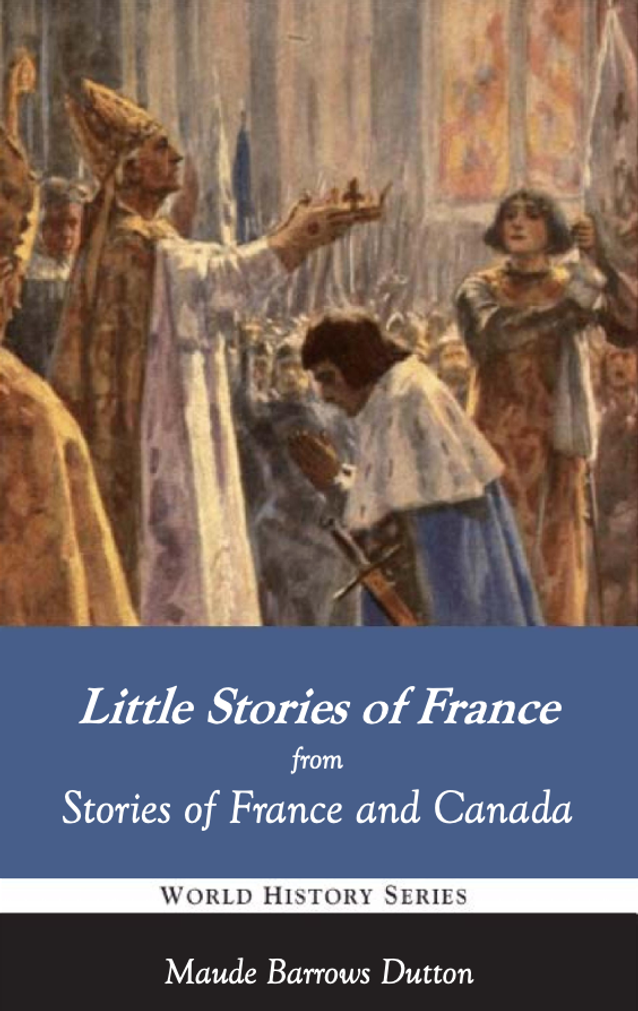 Little Stories of France
from
Stories of France and Canada
WORLD HISTORY SERIES
Maude Barrows Dutton